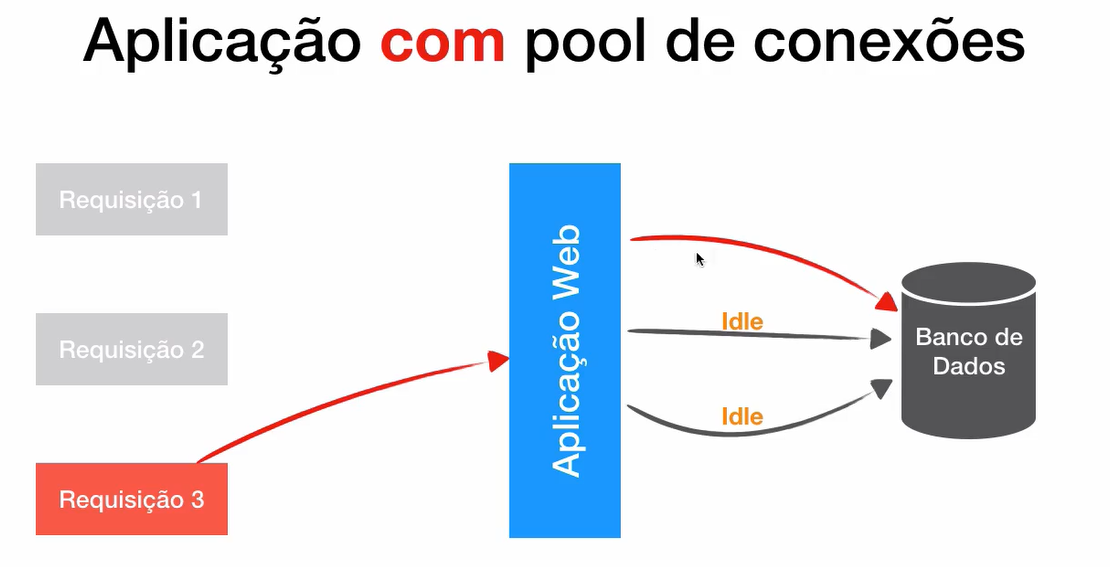 Aplicação com pool de conexões
Requisição 1
Requisição 2
Requisição 3
Aplicação Web
Idle
Idle
Banco de
Dados